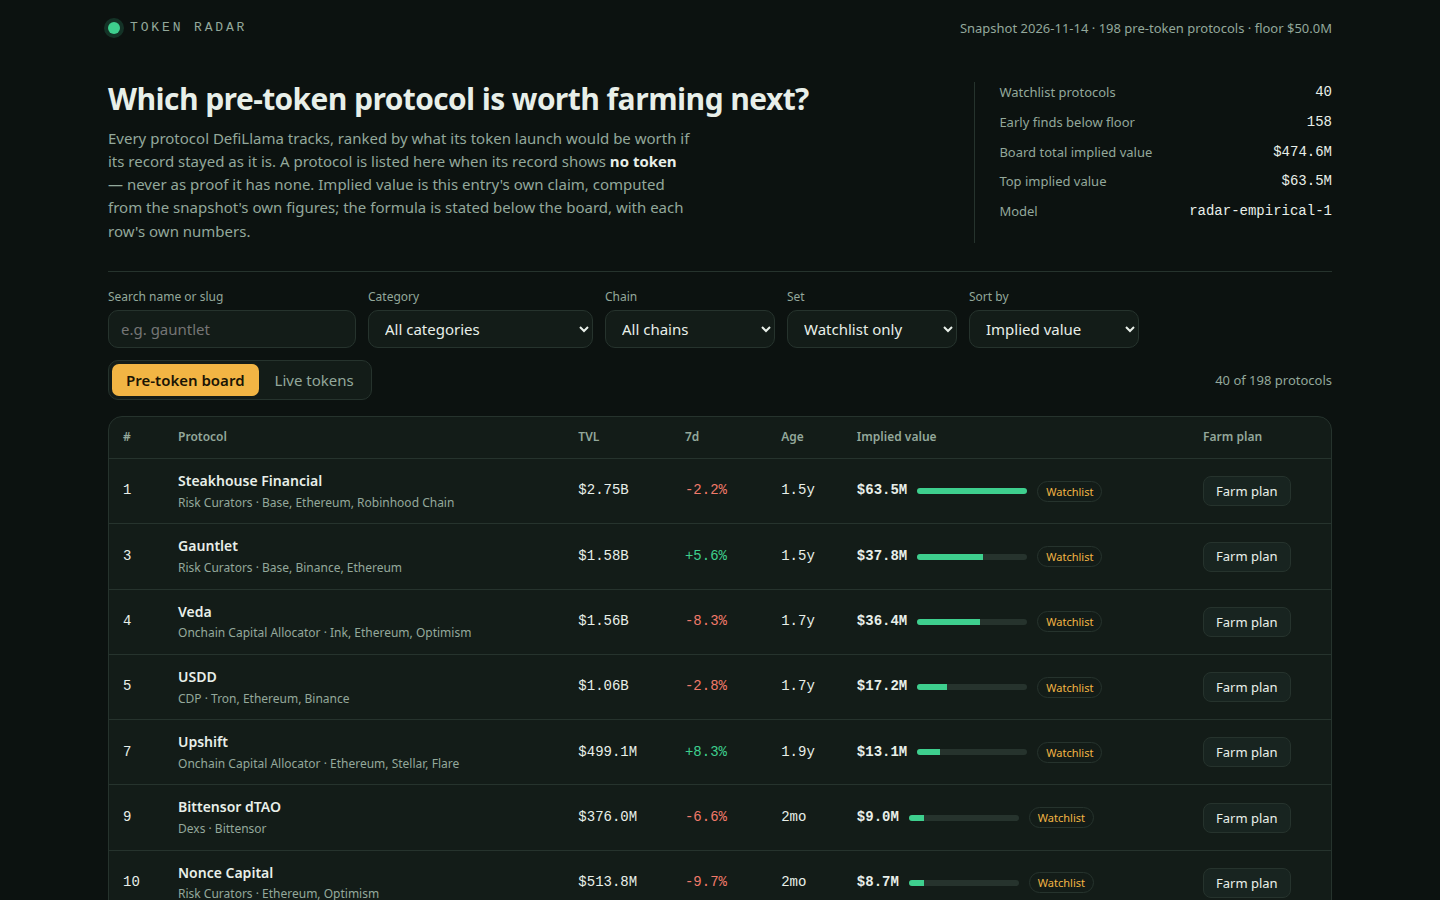 TOKEN RADAR
Snapshot 2026-11-14 · 198 pre-token protocols · floor $50.0M
Which pre-token protocol is worth farming next?
Every protocol DefiLlama tracks, ranked by what its token launch would be worth if
its record stayed as it is. A protocol is listed here when its record shows no token
— never as proof it has none. Implied value is this entry's own claim, computed
from the snapshot's own figures; the formula is stated below the board, with each
row's own numbers.
Watchlist protocols 40
Early finds below floor 158
Board total implied value $474.6M
Top implied value $63.5M
Model radar-empirical-1
Search name or slug Category Chain Set Sort by
e.g. gauntlet All categories All chains Watchlist only Implied value
Pre-token board Live tokens 40 of 198 protocols
# Protocol TVL 7d Age Implied value Farm plan
1 Steakhouse Financial $2.75B -2.2% 1.5y $63.5M Watchlist Farm plan
Risk Curators · Base, Ethereum, Robinhood Chain
3 Gauntlet $1.58B +5.6% 1.5y $37.8M Watchlist Farm plan
Risk Curators · Base, Binance, Ethereum
4 Veda $1.56B -8.3% 1.7y $36.4M Watchlist Farm plan
Onchain Capital Allocator · Ink, Ethereum, Optimism
5 USDD $1.06B -2.8% 1.7y $17.2M Watchlist Farm plan
CDP · Tron, Ethereum, Binance
7 Upshift $499.1M +8.3% 1.9y $13.1M Watchlist Farm plan
Onchain Capital Allocator · Ethereum, Stellar, Flare
9 Bittensor dTAO $376.0M -6.6% 2mo $9.0M Watchlist Farm plan
Dexs · Bittensor
10 Nonce Capital $513.8M -9.7% 2mo $8.7M Watchlist Farm plan
Risk Curators · Ethereum, Optimism